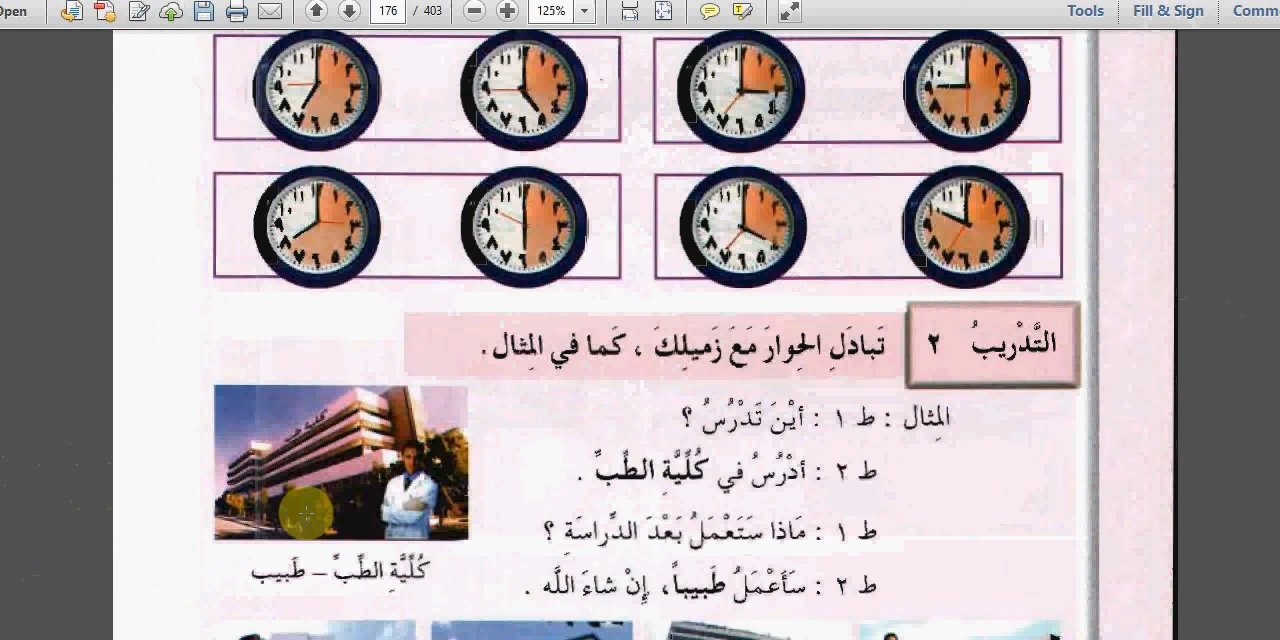 Open
176 / 403
125%
Tools
Fill & Sign
Comm
التَّدْرِيبُ ٢
تَبادَلِ الحِوارَ مَعَ زَميلِكَ ، كَما في المِثال .
المِثال : ط ١ : أَيْنَ تَدْرُسُ ؟
ط ٢ : أَدْرُسُ في كُلِّيَّةِ الطِّبِّ .
ط ١ : مَاذا سَتَعْمَلُ بَعْدَ الدِّراسَةِ ؟
ط ٢ : سَأَعْمَلُ طَبيباً، إِنْ شاءَ اللَّه .
كُلِّيَّةِ الطِّبِّ – طَبيب